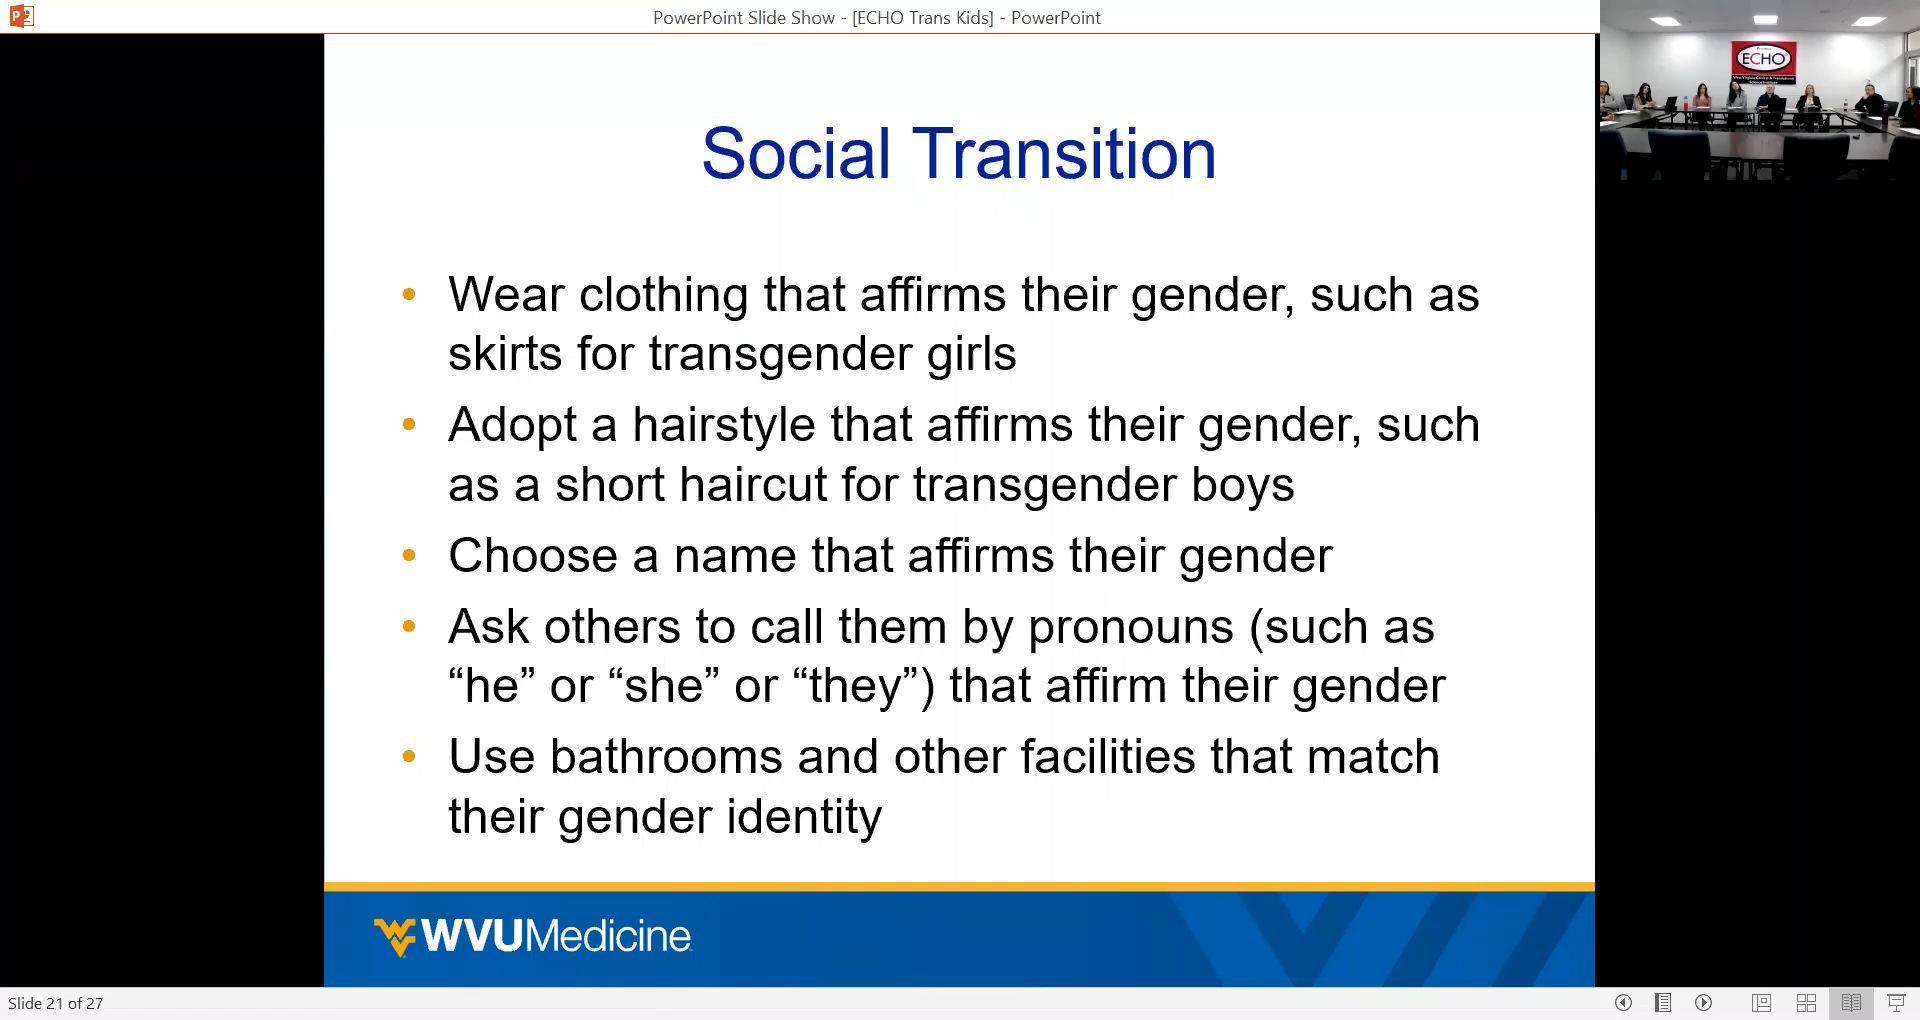 PowerPoint Slide Show - [ECHO Trans Kids] - PowerPoint
Social Transition
• Wear clothing that affirms their gender, such as
skirts for transgender girls
• Adopt a hairstyle that affirms their gender, such
as a short haircut for transgender boys
• Choose a name that affirms their gender
• Ask others to call them by pronouns (such as
“he” or “she” or “they”) that affirm their gender
• Use bathrooms and other facilities that match
their gender identity
WVUMedicine
Slide 21 of 27
ECHO